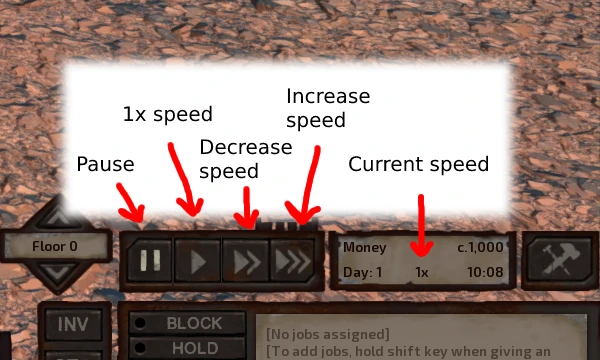 Increase
speed
1x speed
Decrease
speed
Pause
Current speed
Floor 0
Money c.1,000
Day: 1 1x 10:08
INV
BLOCK
HOLD
[No jobs assigned]
[To add jobs, hold shift key when giving an